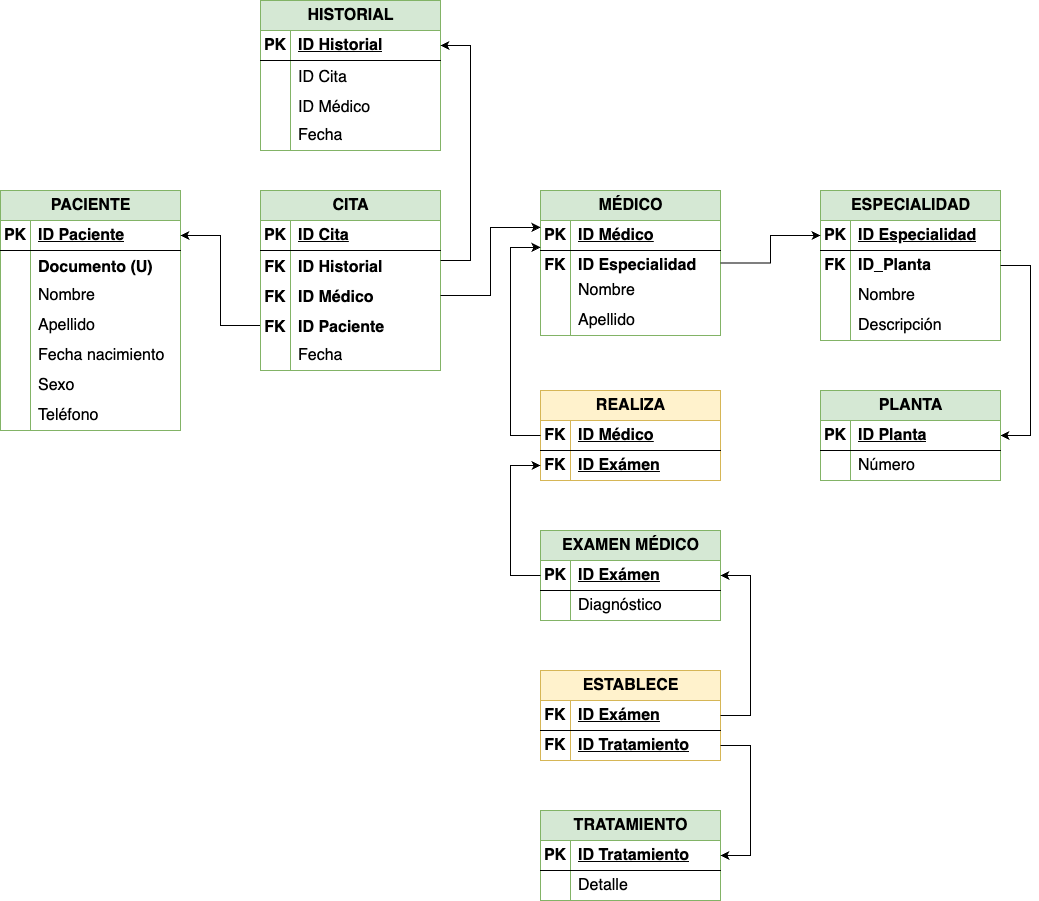 HISTORIAL
PK ID Historial
ID Cita
ID Médico
Fecha
PACIENTE
PK ID Paciente
Documento (U)
Nombre
Apellido
Fecha nacimiento
Sexo
Teléfono
CITA
PK ID Cita
FK ID Historial
FK ID Médico
FK ID Paciente
Fecha
MÉDICO
PK ID Médico
FK ID Especialidad
Nombre
Apellido
ESPECIALIDAD
PK ID Especialidad
FK ID_Planta
Nombre
Descripción
REALIZA
FK ID Médico
FK ID Exámen
PLANTA
PK ID Planta
Número
EXAMEN MÉDICO
PK ID Exámen
Diagnóstico
ESTABLECE
FK ID Exámen
FK ID Tratamiento
TRATAMIENTO
PK ID Tratamiento
Detalle